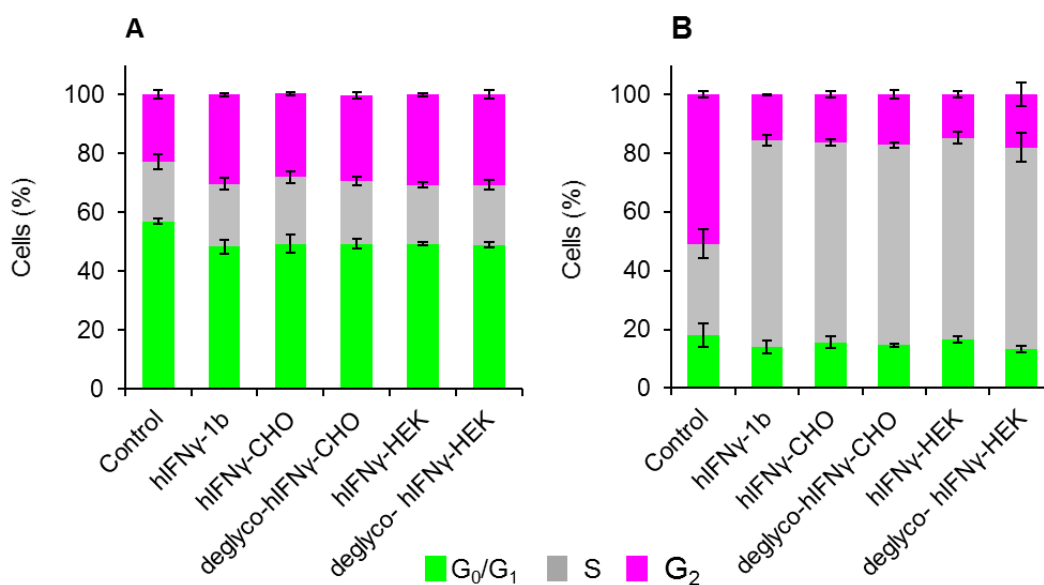 A
B
100
80
60
40
20
0
Cells (%)
Control
hIFNγ-1b
hIFNγ-CHO
deglyco-hIFNγ-CHO
hIFNγ-HEK
deglyco- hIFNγ-HEK
100
80
60
40
20
0
Cells (%)
Control
hIFNγ-1b
hIFNγ-CHO
deglyco-hIFNγ-CHO
hIFNγ-HEK
deglyco- hIFNγ-HEK
G₀/G₁ S G₂